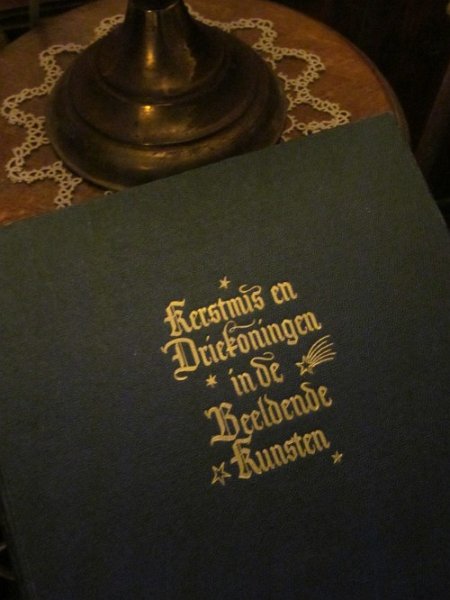 Kerstmis en
Driekoningen
in de
Beeldende
Kunsten